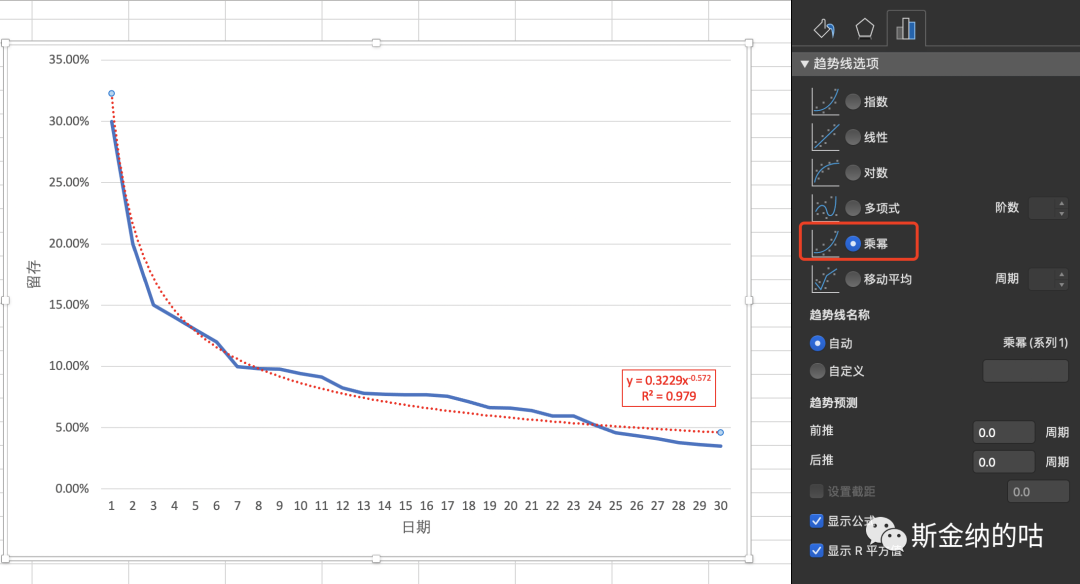 35.00%
30.00%
25.00%
20.00%
15.00%
10.00%
5.00%
0.00%
留存
1 2 3 4 5 6 7 8 9 10 11 12 13 14 15 16 17 18 19 20 21 22 23 24 25 26 27 28 29 30
日期
y = 0.3229x^-0.572
R² = 0.979
趋势线选项
指数
线性
对数
多项式 阶数
乘幂
移动平均 周期
趋势线名称
自动 乘幂 (系列1)
自定义
趋势预测
前推 0.0 周期
后推 0.0 周期
设置截距 0.0
显示公式
显示 R 平方值
斯金纳的咕